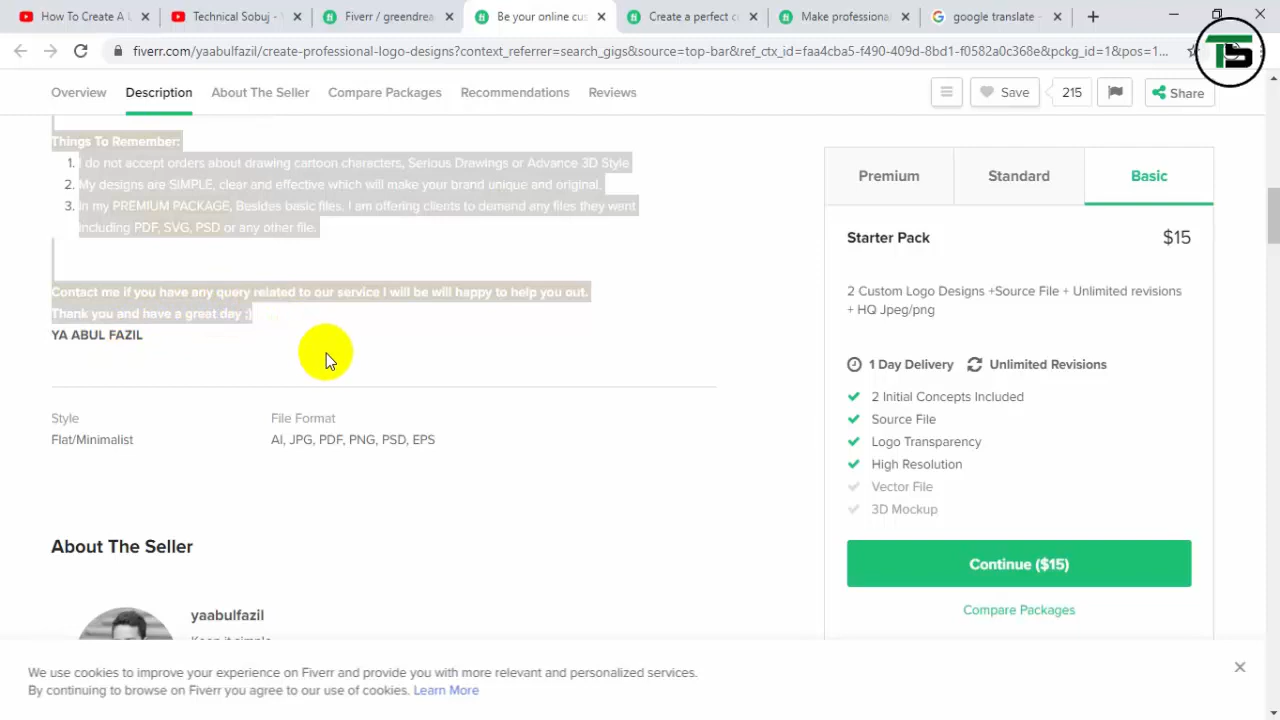 How To Create A U
Technical Sobuj -
Fiverr / greendrea
Be your online cus
Create a perfect c
Make professional
google translate -
fiverr.com/yaabulfazil/create-professional-logo-designs?context_referrer=search_gigs&source=top-bar&ref_ctx_id=faa4cba5-f490-409d-8bd1-f0582a0c368e&pckg_id=1&pos=1...
TS
Overview
Description
About The Seller
Compare Packages
Recommendations
Reviews
Save
215
Share
Things To Remember:
1. I do not accept orders about drawing cartoon characters, Serious Drawings or Advance 3D Style
2. My designs are SIMPLE, clear and effective which will make your brand unique and original.
3. In my PREMIUM PACKAGE, Besides basic files. I am offering clients to demand any files they want
including PDF, SVG, PSD or any other file.
Contact me if you have any query related to our service I will be will happy to help you out.
Thank you and have a great day :)
YA ABUL FAZIL
Style
File Format
Flat/Minimalist
AI, JPG, PDF, PNG, PSD, EPS
About The Seller
yaabulfazil
Keep it simple
Premium
Standard
Basic
Starter Pack
$15
2 Custom Logo Designs +Source File + Unlimited revisions
+ HQ Jpeg/png
1 Day Delivery
Unlimited Revisions
2 Initial Concepts Included
Source File
Logo Transparency
High Resolution
Vector File
3D Mockup
Continue ($15)
Compare Packages
We use cookies to improve your experience on Fiverr and provide you with more relevant and personalized services.
By continuing to browse on Fiverr you agree to our use of cookies. Learn More